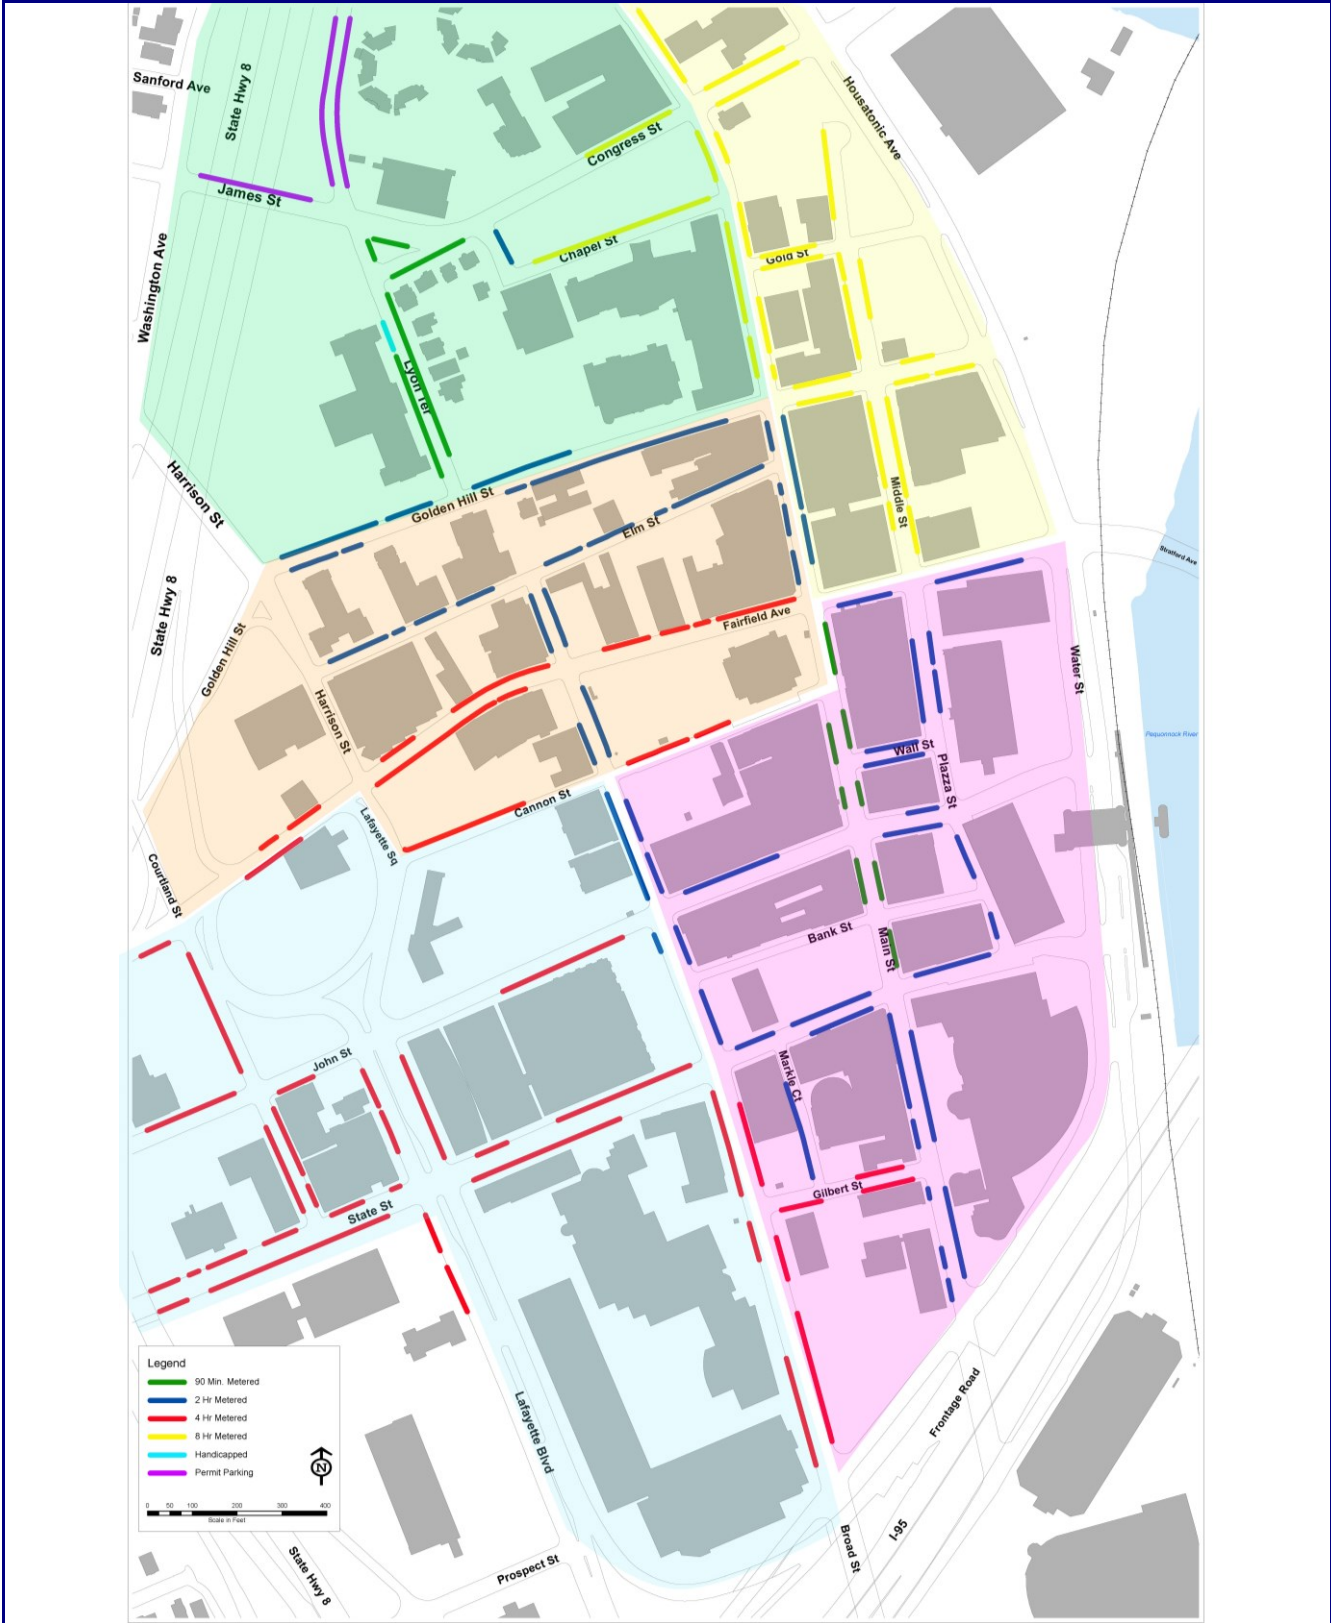 Sanford Ave
State Hwy 8
Housatonic Ave
Congress St
James St
Washington Ave
Chapel St
Gold St
Lyon Ter
Harrison St
Golden Hill St
Middle St
Elm St
Stratford Ave
State Hwy 8
Golden Hill St
Fairfield Ave
Water St
Harrison St
Pequonnock River
Wall St
Plazza St
Cannon St
Lafayette Sq
Courtland St
Bank St
Main St
John St
Markle Ct
Gilbert St
State St
Legend
90 Min. Metered
2 Hr Metered
4 Hr Metered
8 Hr Metered
Handicapped
Permit Parking
N
0 50 100 200 300 400
Scale in Feet
Lafayette Blvd
Frontage Road
I-95
Broad St
State Hwy 8
Prospect St